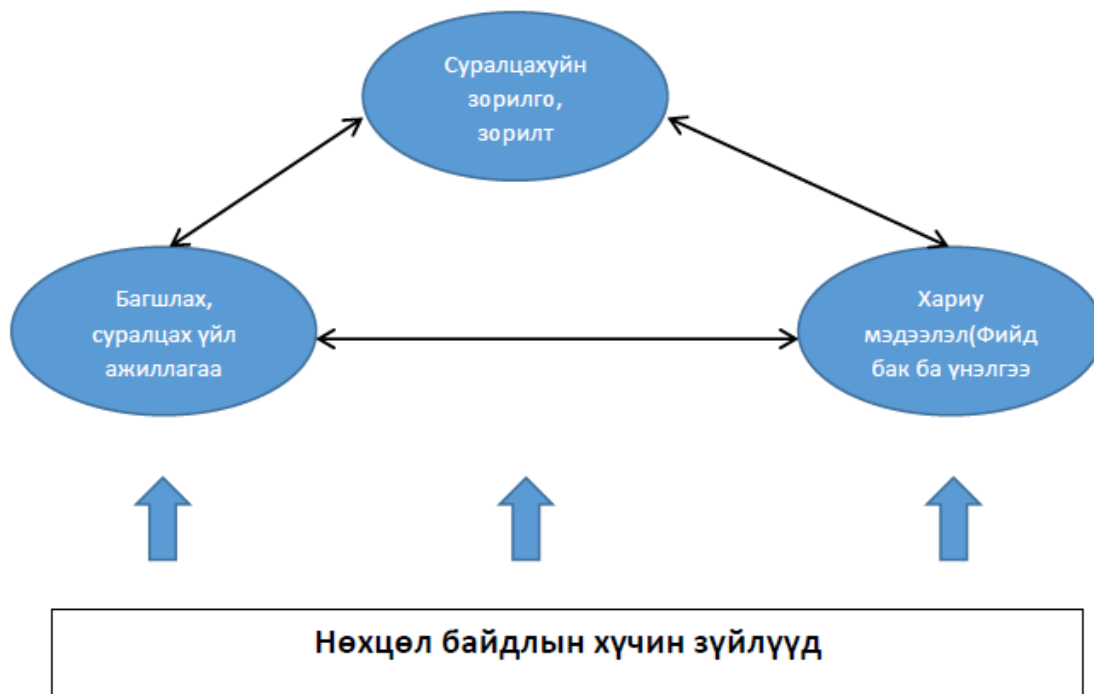 Суралцахуйн
зорилго,
зорилт
Багшлах,
суралцах үйл
ажиллагаа
Хариу
мэдээлэл(Фийд
бак ба үнэлгээ
Нөхцөл байдлын хүчин зүйлүүд